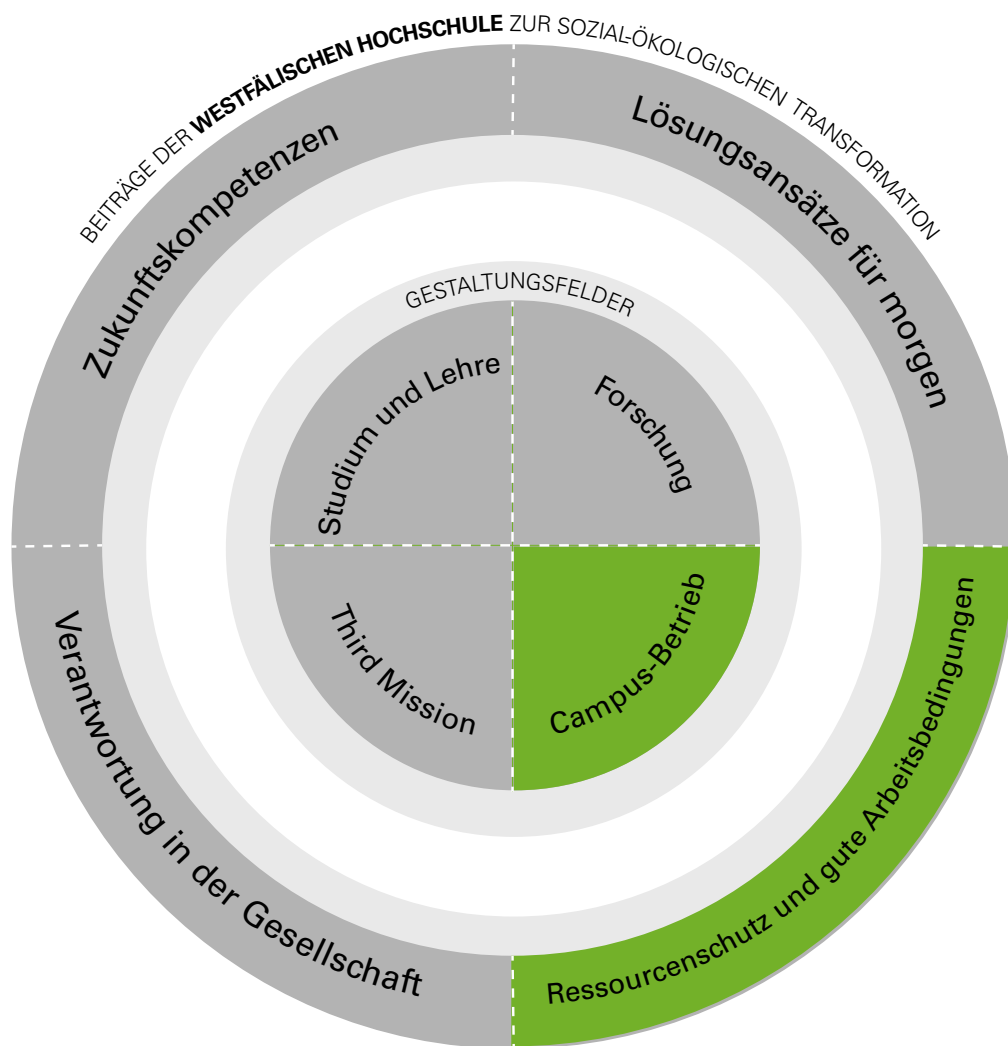 BEITRÄGE DER WESTFÄLISCHEN HOCHSCHULE ZUR SOZIAL-ÖKOLOGISCHEN TRANSFORMATION
Zukunftskompetenzen
Lösungsansätze für morgen
GESTALTUNGSFELDER
Studium und Lehre
Forschung
Third Mission
Campus-Betrieb
Verantwortung in der Gesellschaft
Ressourcenschutz und gute Arbeitsbedingungen